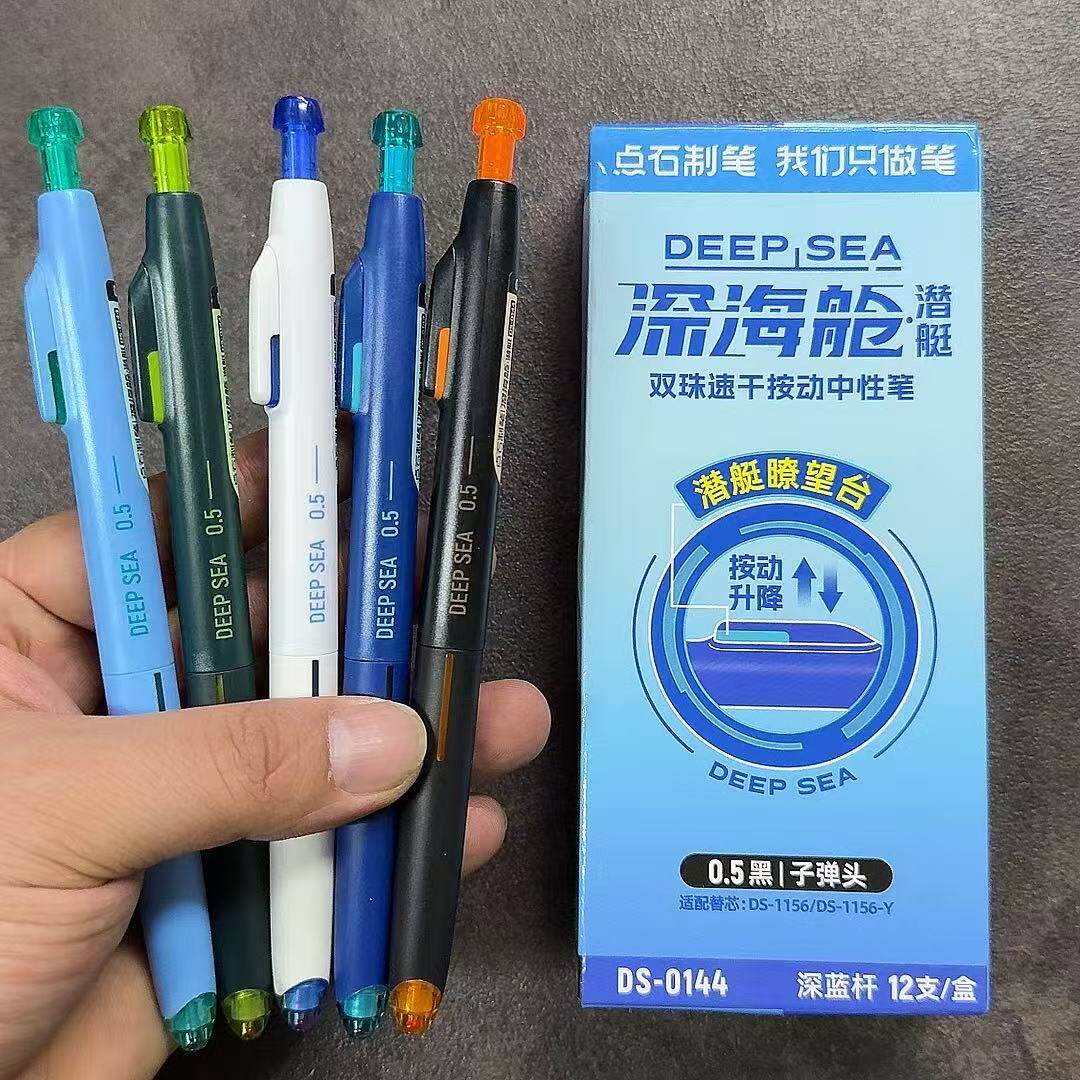 点石制笔 我们只做笔
DEEP SEA
深海舱·潜艇
双珠速干按动中性笔
潜艇瞭望台
按动
升降
DEEP SEA
0.5黑|子弹头
适配替芯:DS-1156/DS-1156-Y
DS-0144 深蓝杆 12支/盒
DEEP SEA 0.5
DEEP SEA 0.5
DEEP SEA 0.5
DEEP SEA 0.5
DEEP SEA 0.5